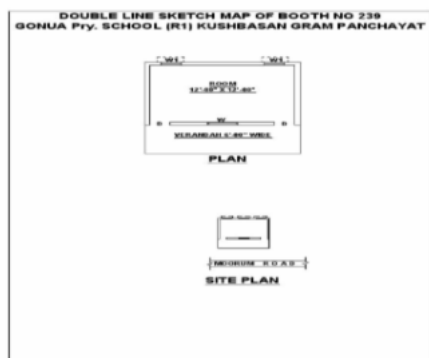 DOUBLE LINE SKETCH MAP OF BOOTH NO 239
GONUA Pry. SCHOOL (R1) KUSHBASAN GRAM PANCHAYAT
W1 W1
ROOM
W
D D
VERANDAH WIDE
PLAN
MOORUM ROAD
SITE PLAN